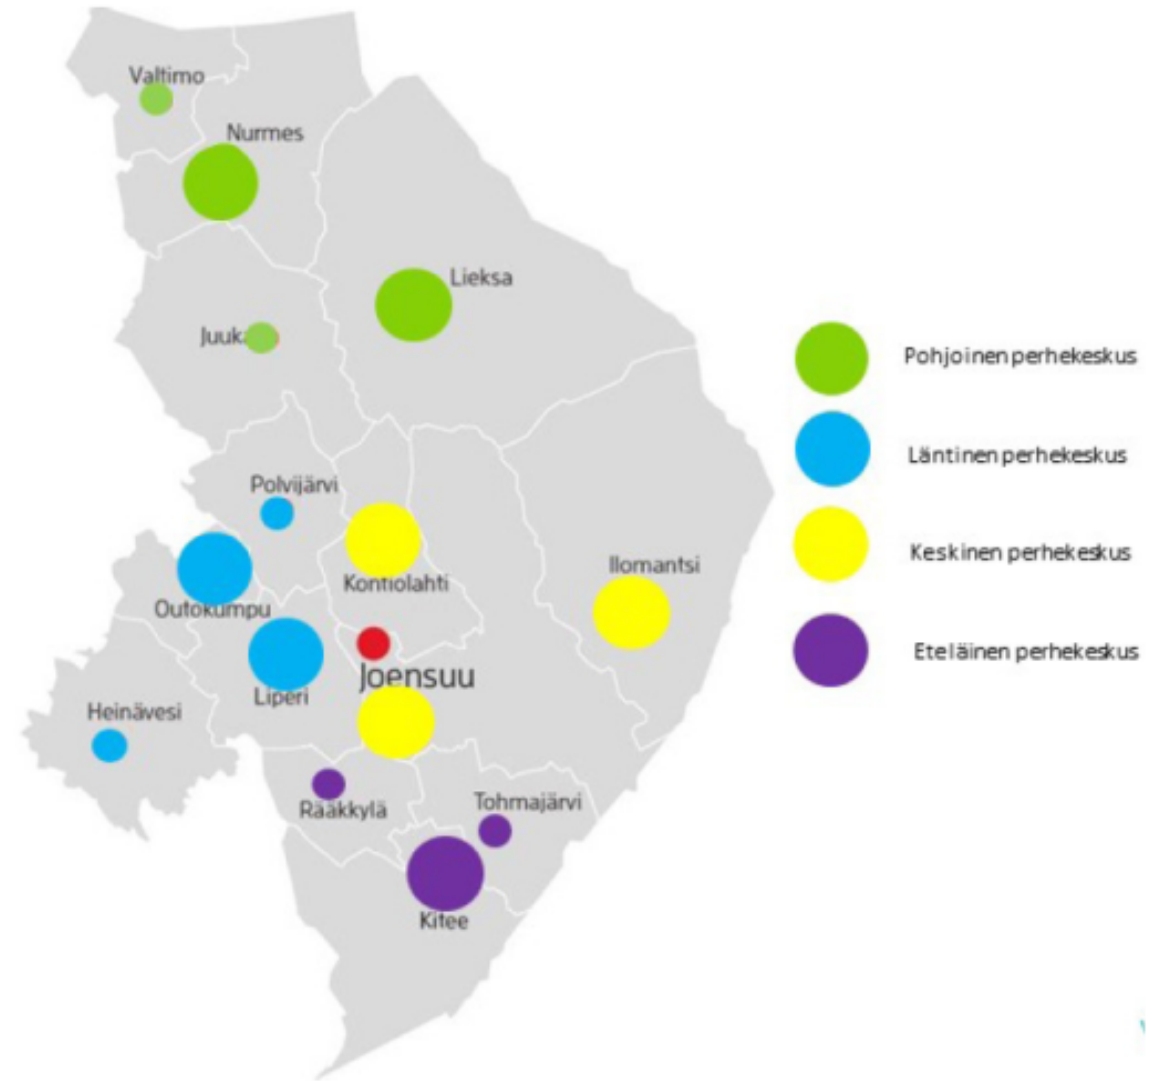 Valtimo
Nurmes
Lieksa
Juuka
Pohjoinen perhekeskus
Läntinen perhekeskus
Polvijärvi
Keskinen perhekeskus
Ilomantsi
Kontiolahti
Outokumpu
Joensuu
Eteläinen perhekeskus
Liperi
Heinävesi
Tohmajärvi
Rääkkylä
Kitee